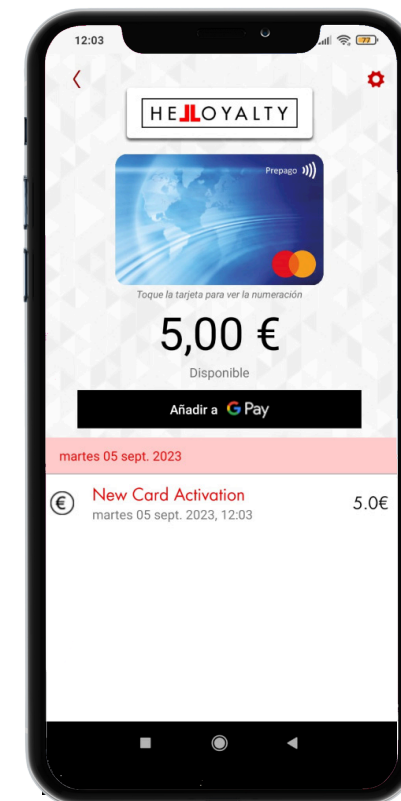 12:03
77
HELLOYALTY
Prepago
Toque la tarjeta para ver la numeración
5,00 €
Disponible
Añadir a G Pay
martes 05 sept. 2023
New Card Activation
5.0€
martes 05 sept. 2023, 12:03